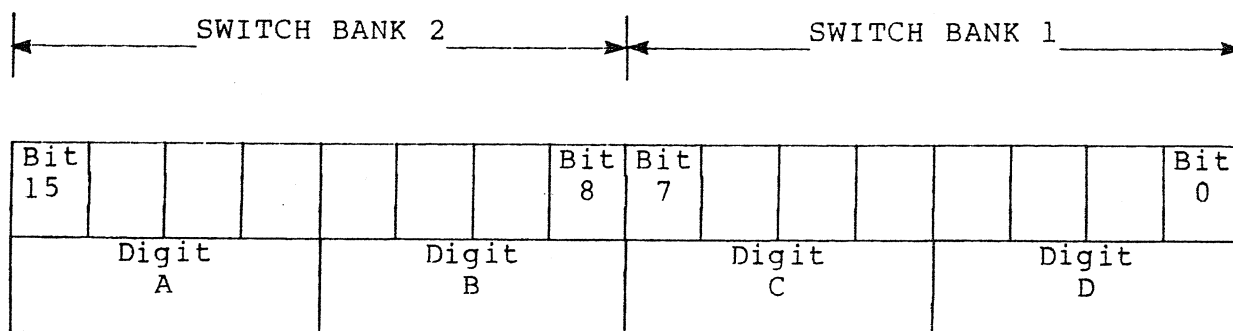 SWITCH BANK 2 SWITCH BANK 1
Bit Bit Bit Bit
15 8 7 0
Digit Digit Digit Digit
A B C D